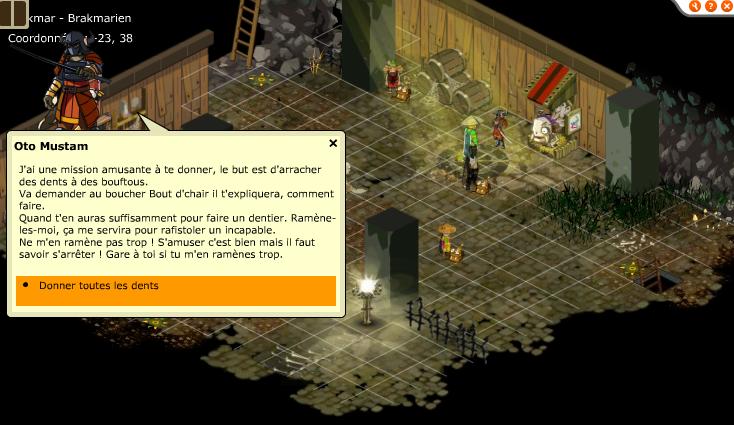 kmar - Brakmarien
Coordonn -23, 38
Oto Mustam
J'ai une mission amusante à te donner, le but est d'arracher
des dents à des bouftous.
Va demander au boucher Bout d'chair il t'expliquera, comment
faire.
Quand t'en auras suffisamment pour faire un dentier. Ramène-
les-moi, ça me servira pour rafistoler un incapable.
Ne m'en ramène pas trop ! S'amuser c'est bien mais il faut
savoir s'arrêter ! Gare à toi si tu m'en ramènes trop.
• Donner toutes les dents